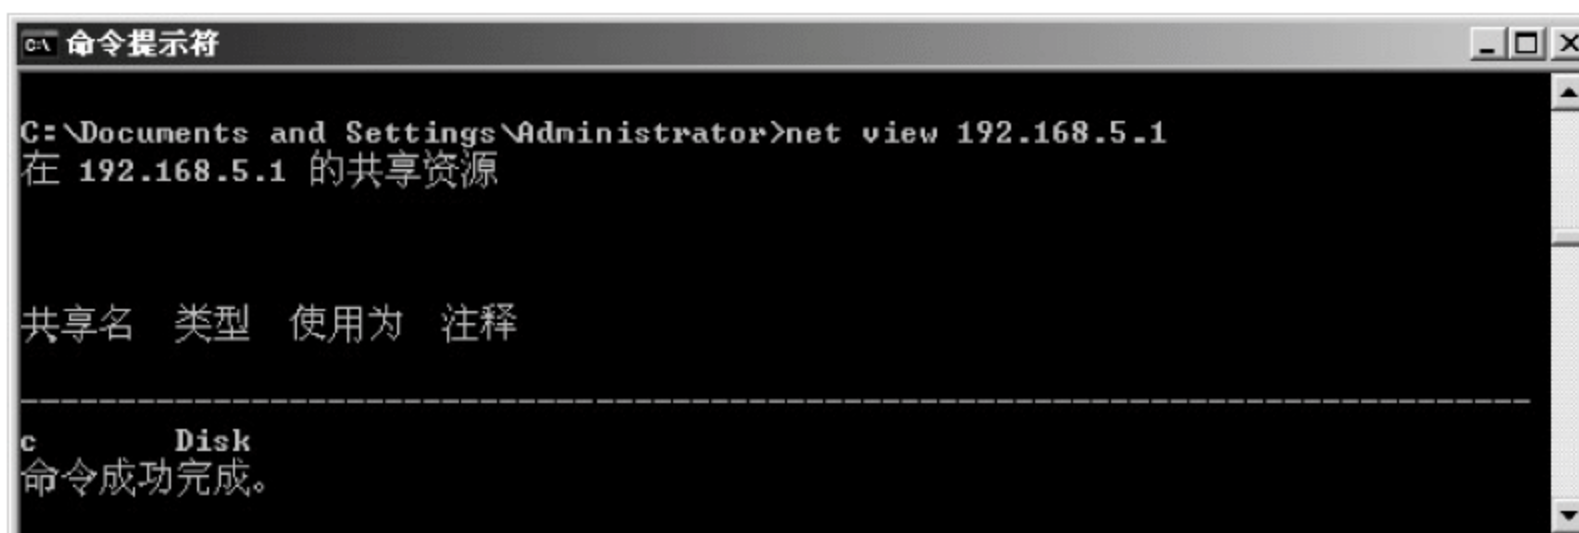 命令提示符
C:\Documents and Settings\Administrator>net view 192.168.5.1
在 192.168.5.1 的共享资源
共享名 类型 使用为 注释
-------------------------------------------------------------------------------
c Disk
命令成功完成。